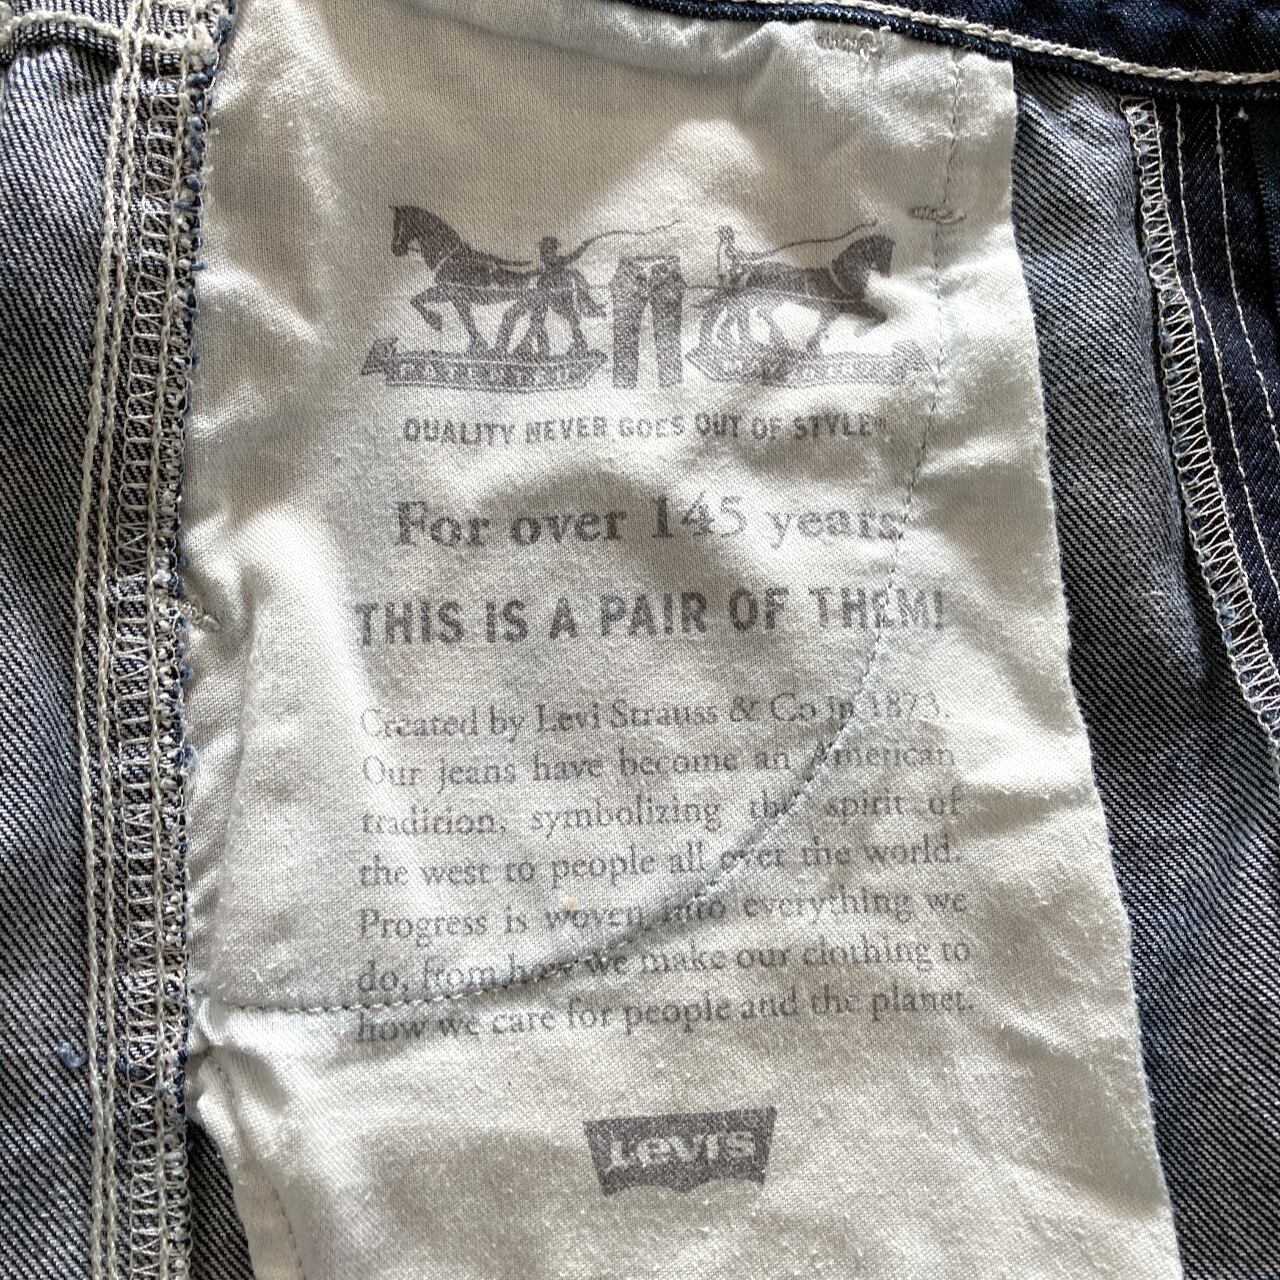 QUALITY NEVER GOES OUT OF STYLE®
For over 145 years
THIS IS A PAIR OF THEM!
Created by Levi Strauss & Co in 1873.
Our jeans have become an American
tradition, symbolizing the spirit of
the west to people all over the world.
Progress is woven into everything we
do, from how we make our clothing to
how we care for people and the planet.
Levi's